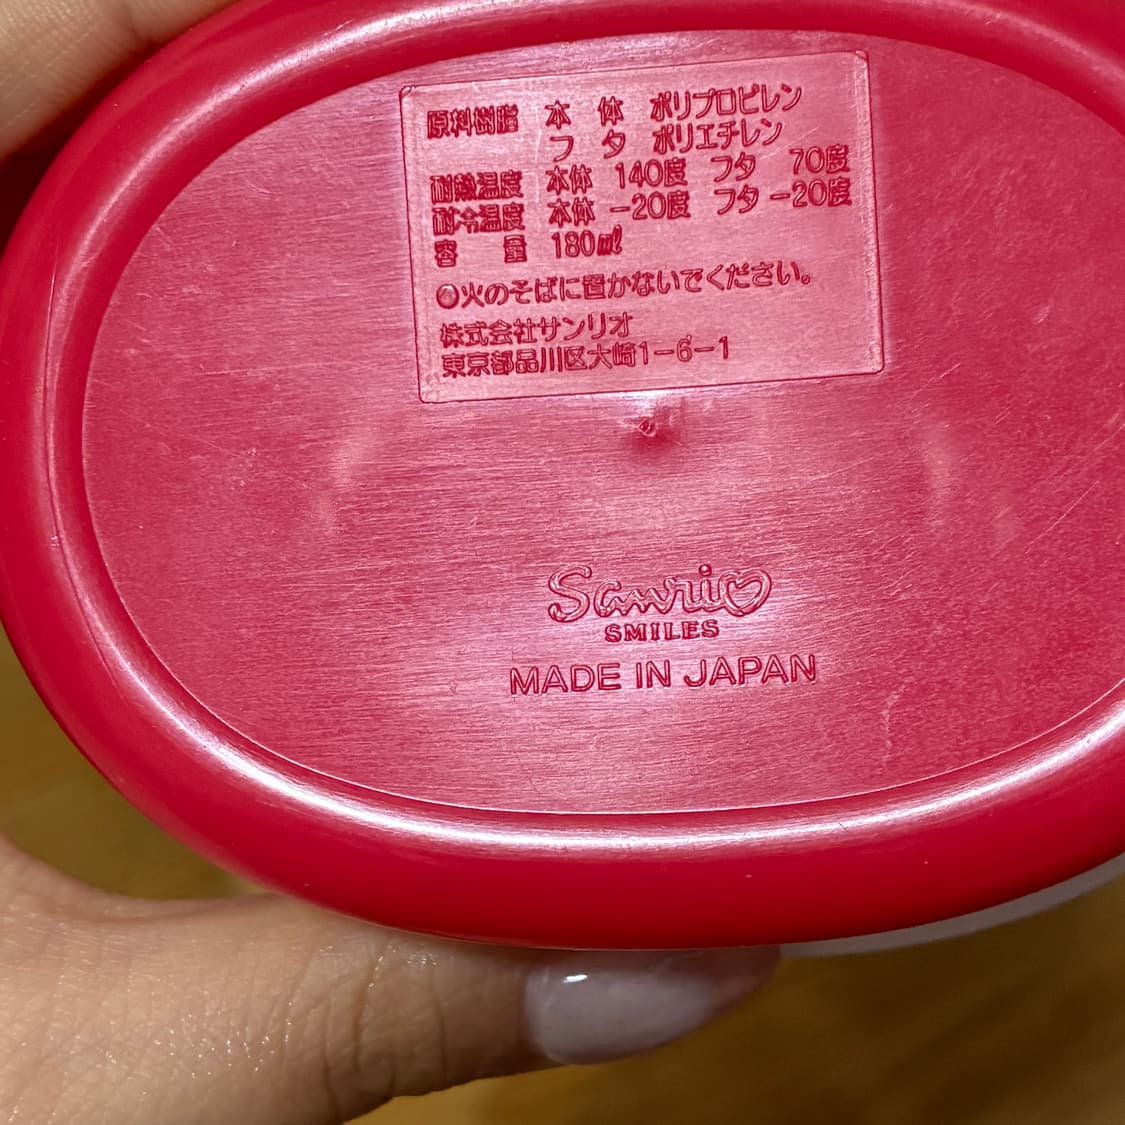 原料樹脂 本 体 ポリプロピレン
フ タ ポリエチレン
耐熱温度 本体 140度 フタ 70度
耐冷温度 本体 -20度 フタ -20度
容 量 180ml
●火のそばに置かないでください。
株式会社サンリオ
東京都品川区大崎1-6-1
Sanrio
SMILES
MADE IN JAPAN